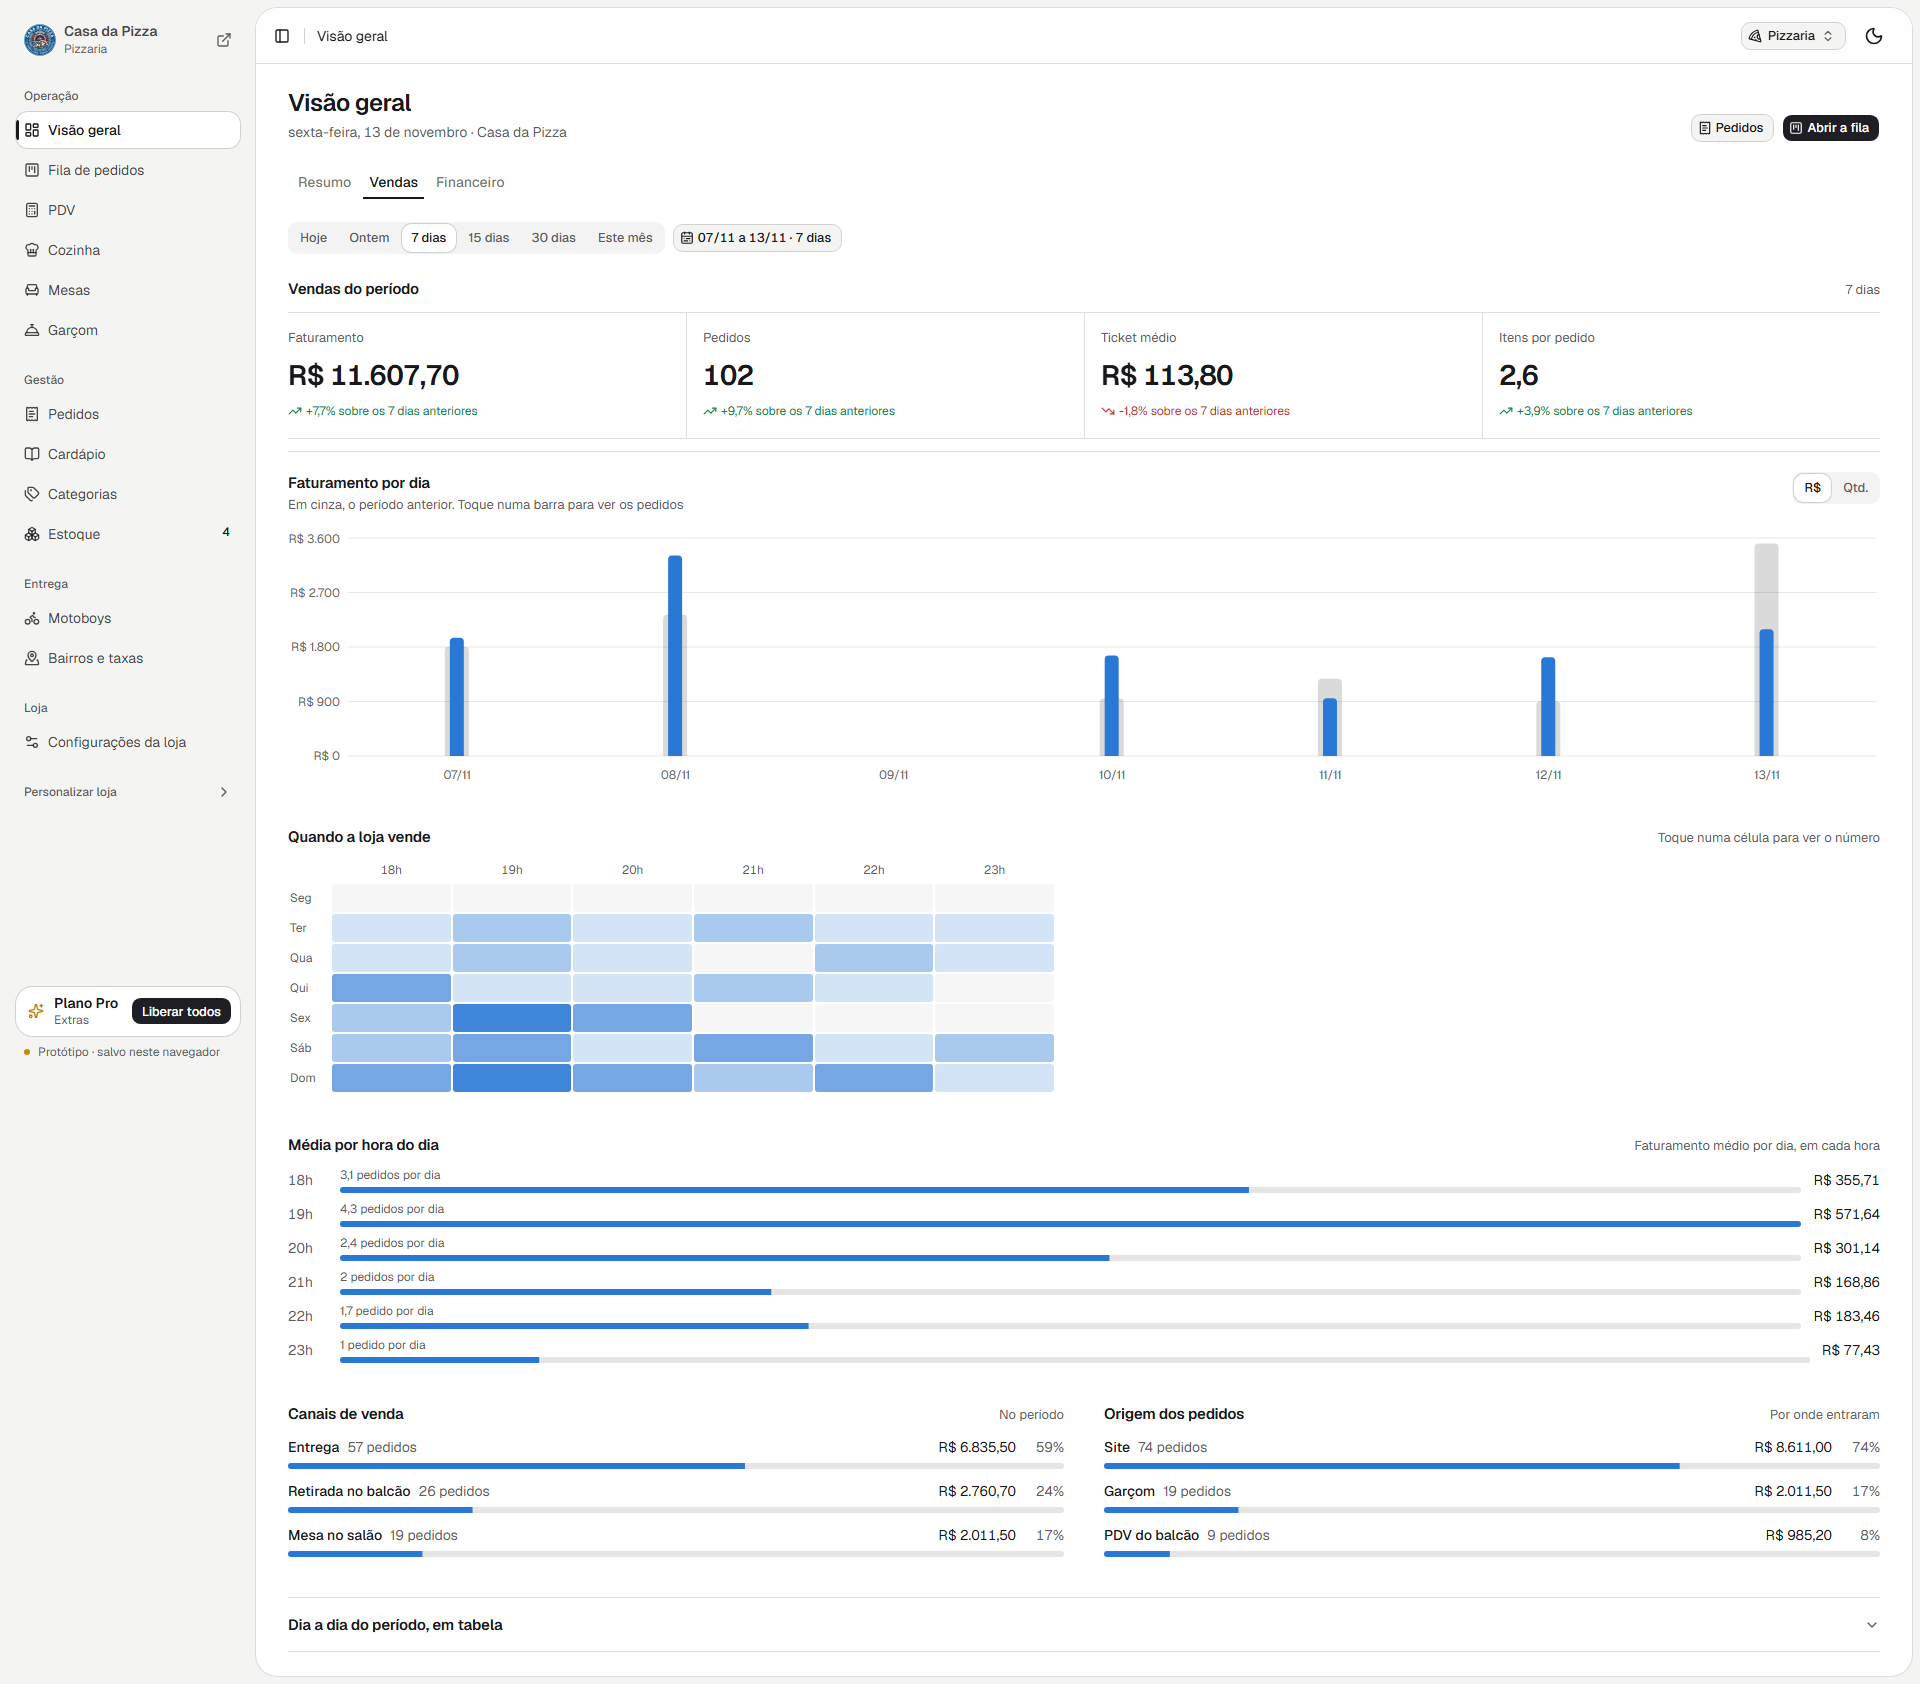 Casa da Pizza
Pizzaria
Operação
Visão geral
Fila de pedidos
PDV
Cozinha
Mesas
Garçom
Gestão
Pedidos
Cardápio
Categorias
Estoque 4
Entrega
Motoboys
Bairros e taxas
Loja
Configurações da loja
Personalizar loja
Plano Pro
Extras
Liberar todos
Protótipo · salvo neste navegador
Visão geral
Pizzaria
Visão geral
sexta-feira, 13 de novembro · Casa da Pizza
Pedidos
Abrir a fila
Resumo Vendas Financeiro
Hoje Ontem 7 dias 15 dias 30 dias Este mês 07/11 a 13/11 · 7 dias
Vendas do período 7 dias
Faturamento
R$ 11.607,70
+7,7% sobre os 7 dias anteriores
Pedidos
102
+9,7% sobre os 7 dias anteriores
Ticket médio
R$ 113,80
-1,8% sobre os 7 dias anteriores
Itens por pedido
2,6
+3,9% sobre os 7 dias anteriores
Faturamento por dia
Em cinza, o período anterior. Toque numa barra para ver os pedidos
R$ Qtd.
R$ 3.600
R$ 2.700
R$ 1.800
R$ 900
R$ 0
07/11 08/11 09/11 10/11 11/11 12/11 13/11
Quando a loja vende Toque numa célula para ver o número
18h 19h 20h 21h 22h 23h
Seg
Ter
Qua
Qui
Sex
Sáb
Dom
Média por hora do dia Faturamento médio por dia, em cada hora
18h 3,1 pedidos por dia R$ 355,71
19h 4,3 pedidos por dia R$ 571,64
20h 2,4 pedidos por dia R$ 301,14
21h 2 pedidos por dia R$ 168,86
22h 1,7 pedido por dia R$ 183,46
23h 1 pedido por dia R$ 77,43
Canais de venda No período
Entrega 57 pedidos R$ 6.835,50 59%
Retirada no balcão 26 pedidos R$ 2.760,70 24%
Mesa no salão 19 pedidos R$ 2.011,50 17%
Origem dos pedidos Por onde entraram
Site 74 pedidos R$ 8.611,00 74%
Garçom 19 pedidos R$ 2.011,50 17%
PDV do balcão 9 pedidos R$ 985,20 8%
Dia a dia do período, em tabela